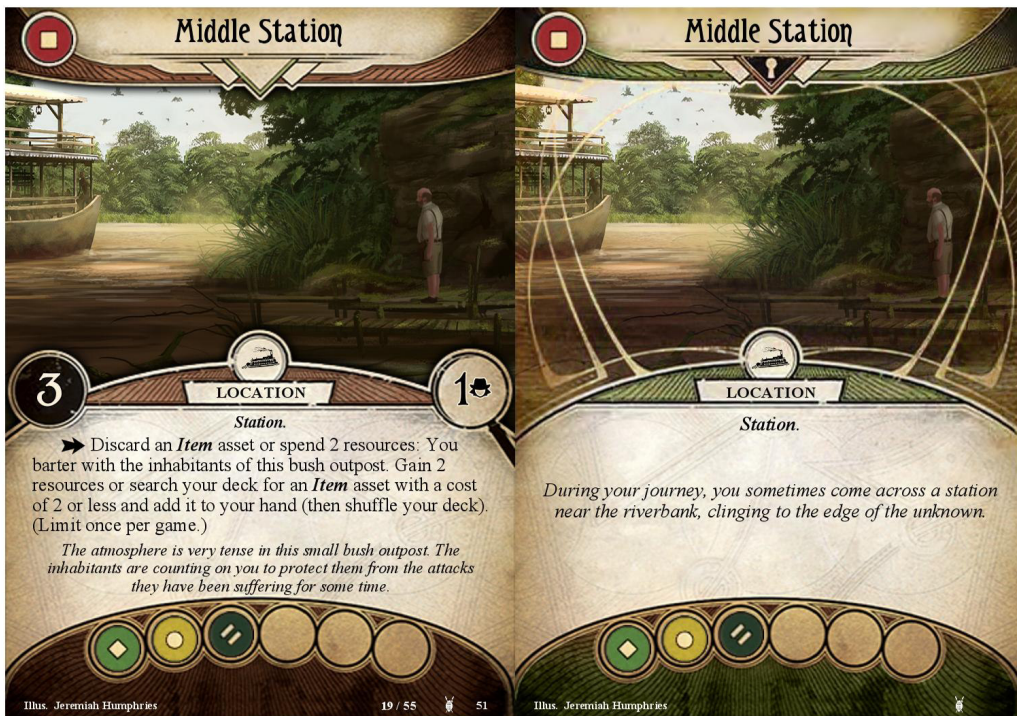 Middle Station
3
1
LOCATION
Station.
Discard an Item asset or spend 2 resources: You
barter with the inhabitants of this bush outpost. Gain 2
resources or search your deck for an Item asset with a cost
of 2 or less and add it to your hand (then shuffle your deck).
(Limit once per game.)
The atmosphere is very tense in this small bush outpost. The
inhabitants are counting on you to protect them from the attacks
they have been suffering for some time.
Illus. Jeremiah Humphries
19 / 55
51
Middle Station
LOCATION
Station.
During your journey, you sometimes come across a station
near the riverbank, clinging to the edge of the unknown.
Illus. Jeremiah Humphries